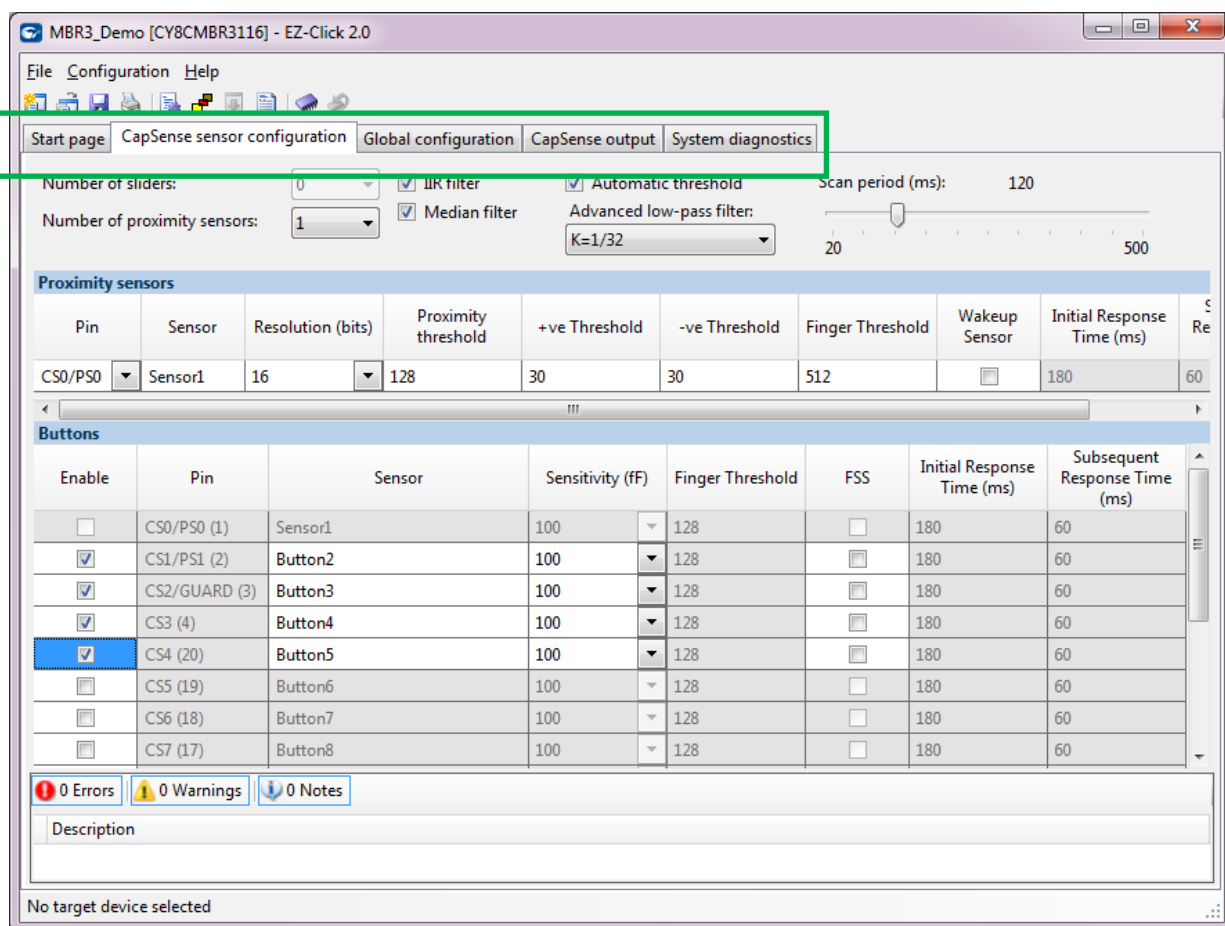 MBR3_Demo [CY8CMBR3116] - EZ-Click 2.0
File Configuration Help
Start page CapSense sensor configuration Global configuration CapSense output System diagnostics
Number of sliders: 0 IIR filter Automatic threshold Scan period (ms): 120
Number of proximity sensors: 1 Median filter Advanced low-pass filter:
K=1/32 20 500
Proximity sensors
Pin Sensor Resolution (bits) Proximity threshold +ve Threshold -ve Threshold Finger Threshold Wakeup Sensor Initial Response Time (ms)
CS0/PS0 Sensor1 16 128 30 30 512 180 60
Buttons
Enable Pin Sensor Sensitivity (fF) Finger Threshold FSS Initial Response Time (ms) Subsequent Response Time (ms)
CS0/PS0 (1) Sensor1 100 128 180 60
CS1/PS1 (2) Button2 100 128 180 60
CS2/GUARD (3) Button3 100 128 180 60
CS3 (4) Button4 100 128 180 60
CS4 (20) Button5 100 128 180 60
CS5 (19) Button6 100 128 180 60
CS6 (18) Button7 100 128 180 60
CS7 (17) Button8 100 128 180 60
0 Errors 0 Warnings 0 Notes
Description
No target device selected